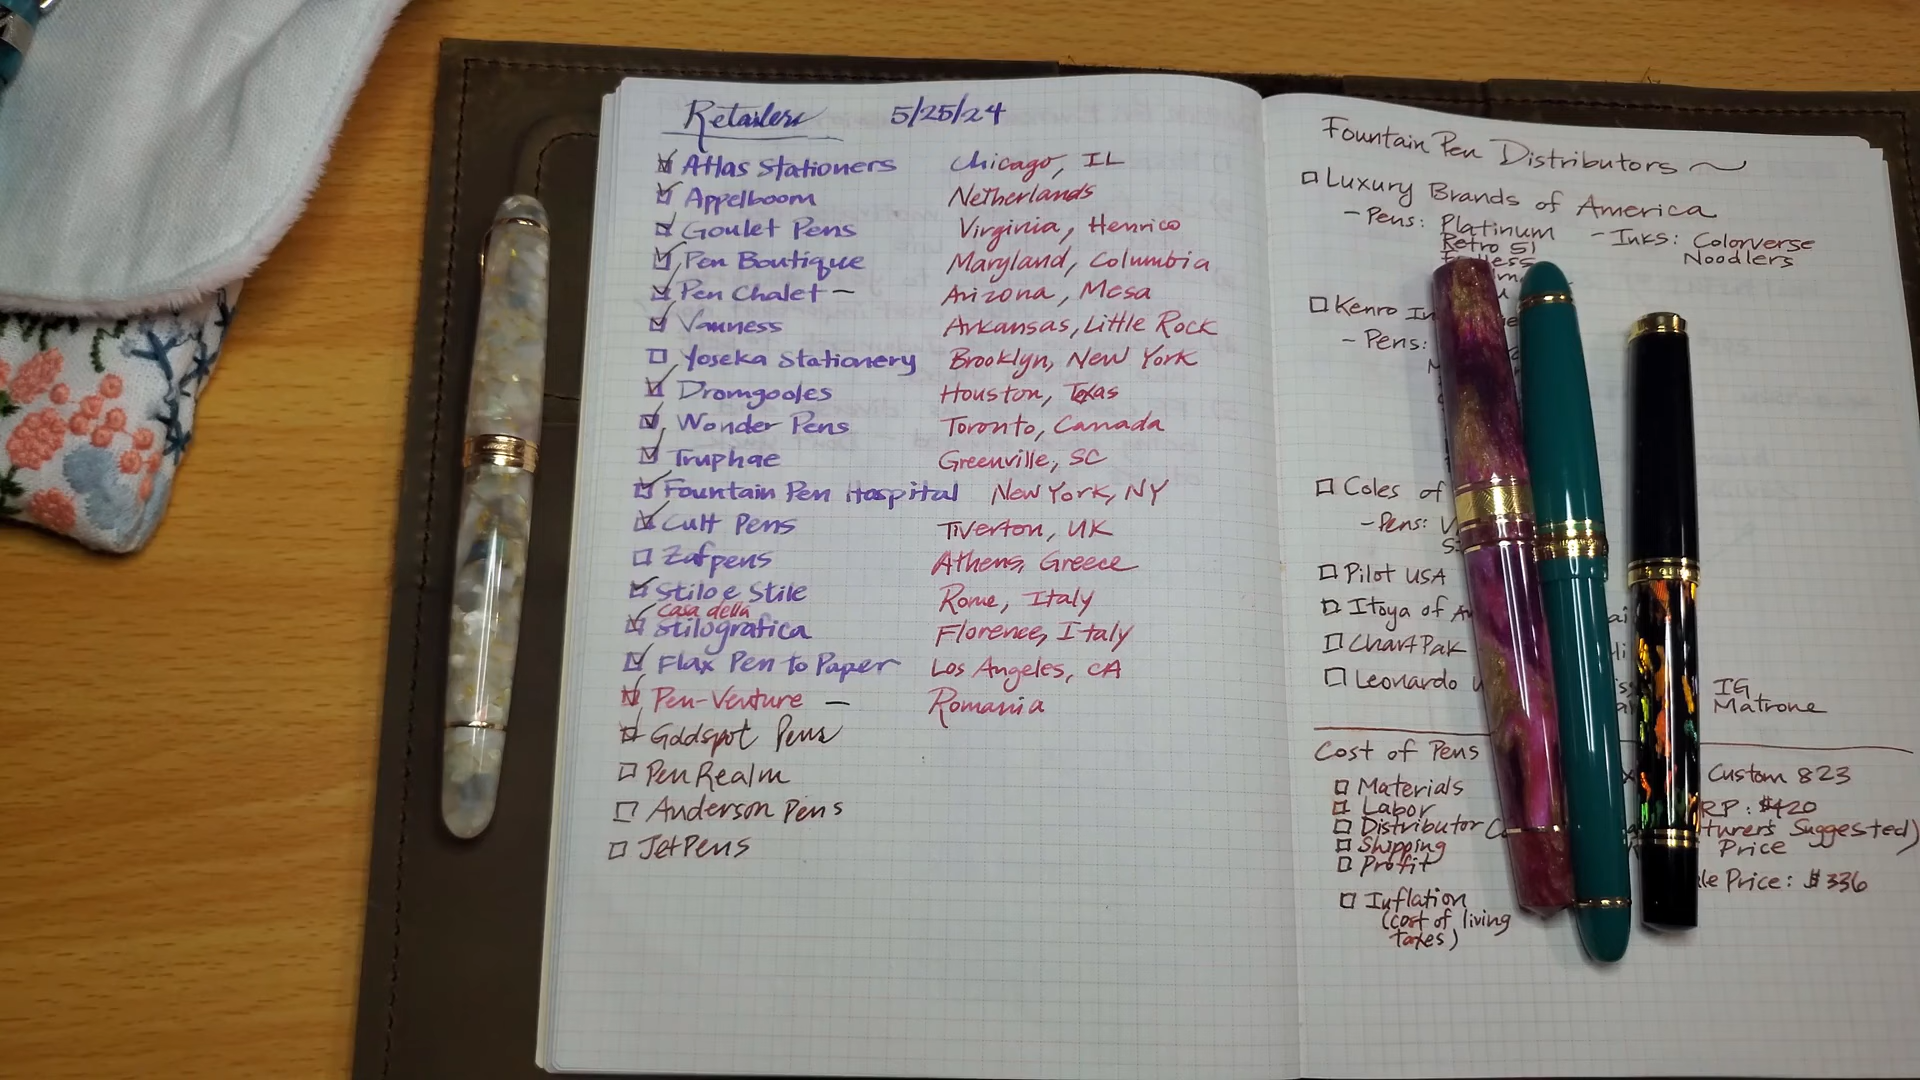 Retailers 5/25/24
Atlas Stationers Chicago, IL
Appelboom Netherlands
Goulet Pens Virginia, Henrico
Pen Boutique Maryland, Columbia
Pen Chalet – Arizona, Mesa
Vanness Arkansas, Little Rock
Yoseka Stationery Brooklyn, New York
Dromgooles Houston, Texas
Wonder Pens Toronto, Canada
Truphae Greenville, SC
Fountain Pen Hospital New York, NY
Cult Pens Tiverton, UK
Zafpens Athens, Greece
Stilo e Stile Rome, Italy
Casa della
Stilografica Florence, Italy
Flax Pen to Paper Los Angeles, CA
Pen-Venture – Romania
Goldspot Pens
Pen Realm
Anderson Pens
JetPens
Fountain Pen Distributors
Luxury Brands of America
- Pens: Platinum - Inks: Colorverse
Retro 51 Noodlers
Kenro
- Pens:
Coles of
- Pens:
Pilot USA
Itoya of
ChartPak
Leonardo IG
Matrone
Cost of Pens Custom 823
Materials
Labor $420
Distributor Suggested)
Shipping Price
Profit
Price: $336
Inflation
(cost of living
taxes)